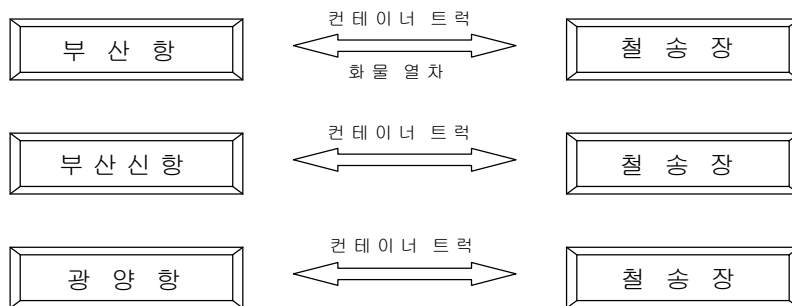 컨테이너 트럭
부산항 철송장
화물 열차
컨테이너 트럭
부산신항 철송장
컨테이너 트럭
광양항 철송장